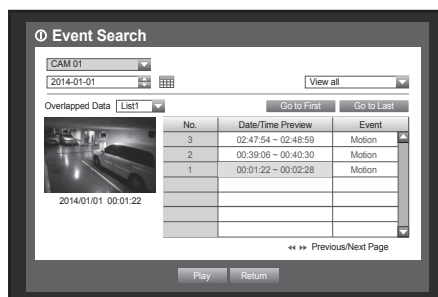 Event Search
CAM 01
2014-01-01
View all
Overlapped Data List1 Go to First Go to Last
No. Date/Time Preview Event
3 02:47:54 ~ 02:48:59 Motion
2 00:39:06 ~ 00:40:30 Motion
1 00:01:22 ~ 00:02:28 Motion
2014/01/01 00:01:22
Previous/Next Page
Play Return